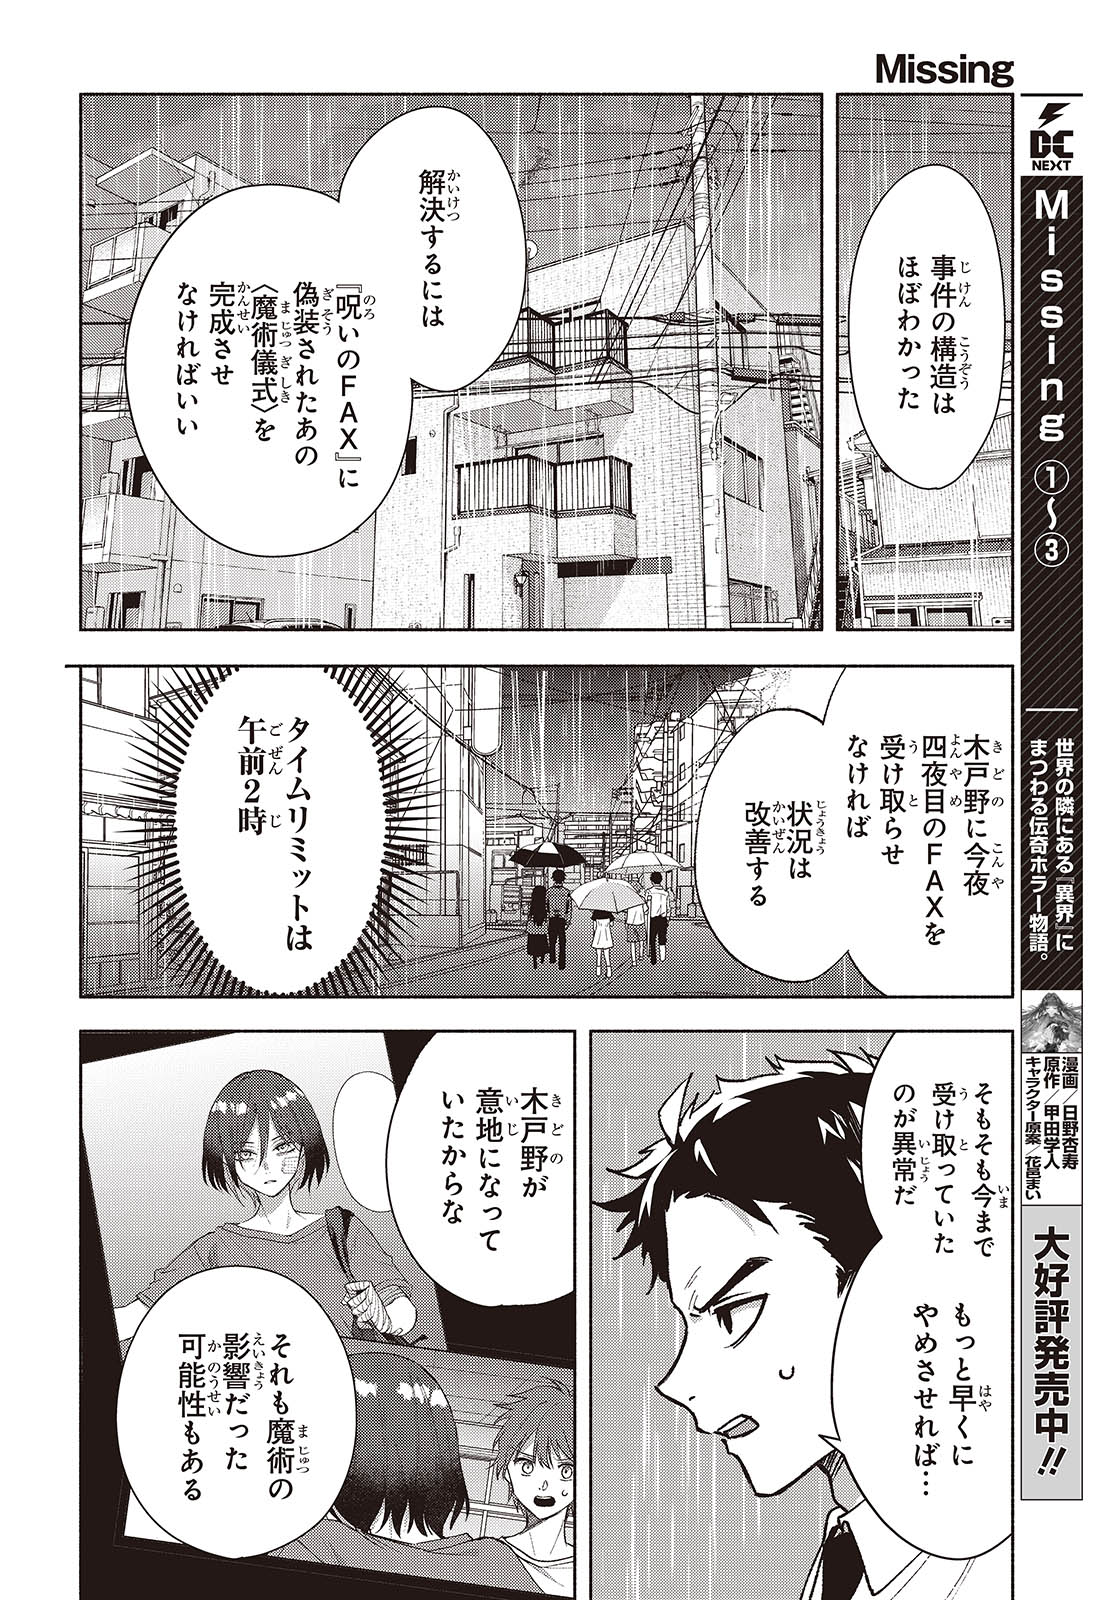 Missing
事件の構造は
ほぼわかった
解決するには
『呪いのFAX』に
偽装されたあの
〈魔術儀式〉を
完成させ
なければいい
木戸野に今夜
四夜目のFAXを
受け取らせ
なければ
状況は
改善する
タイムリミットは
午前2時
そもそも今まで
受け取っていた
のが異常だ
もっと早くに
やめさせれば…
木戸野が
意地になって
いたからな
それも魔術の
影響だった
可能性もある
DC
NEXT
Missing ①〜③
世界の隣にある『異界』に
まつわる伝奇ホラー物語。
漫画／日野杏寿
原作／甲田学人
キャラクター原案／花邑まい
大好評発売中!!